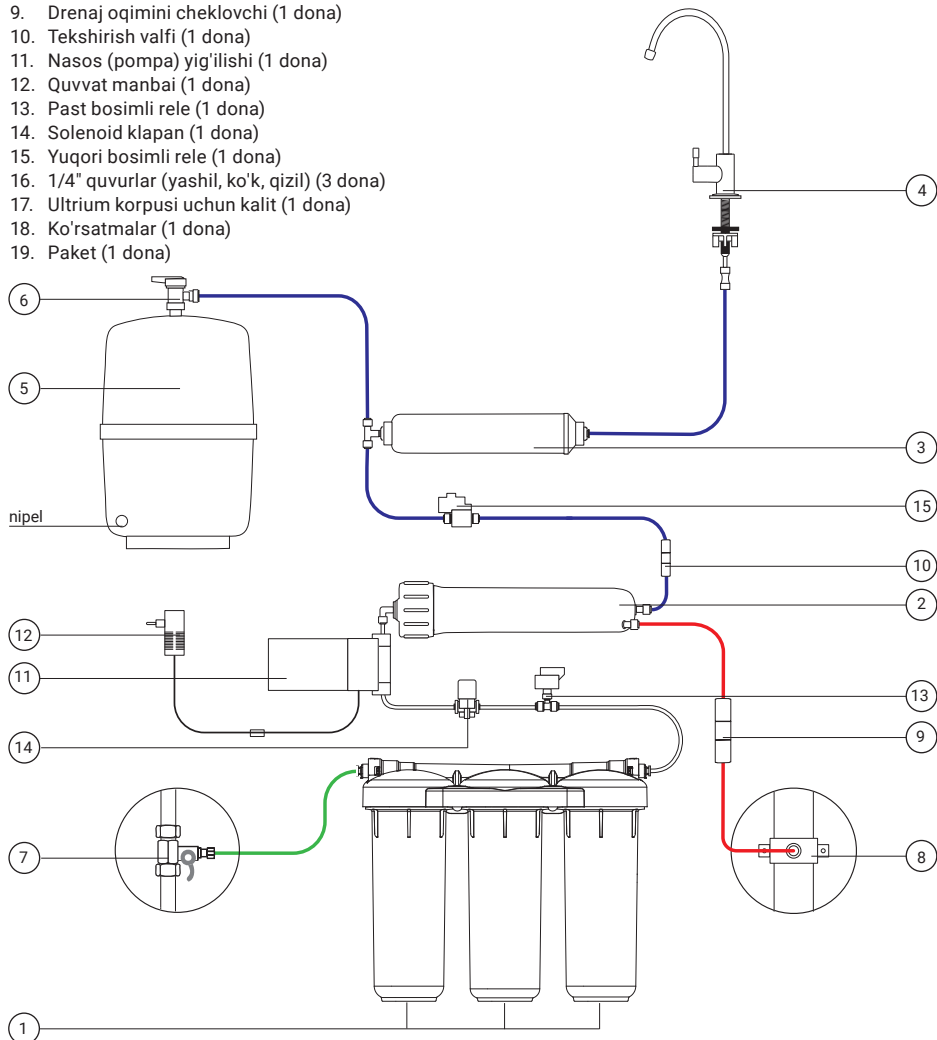 9. Drenaj oqimini cheklovchi (1 dona)
10. Tekshirish valfi (1 dona)
11. Nasos (pompa) yig'ilishi (1 dona)
12. Quvvat manbai (1 dona)
13. Past bosimli rele (1 dona)
14. Solenoid klapan (1 dona)
15. Yuqori bosimli rele (1 dona)
16. 1/4" quvurlar (yashil, ko'k, qizil) (3 dona)
17. Ultrium korpusi uchun kalit (1 dona)
18. Ko'rsatmalar (1 dona)
19. Paket (1 dona)
4
6
5
3
15
nipel
10
2
12
11
13
9
14
7
8
1